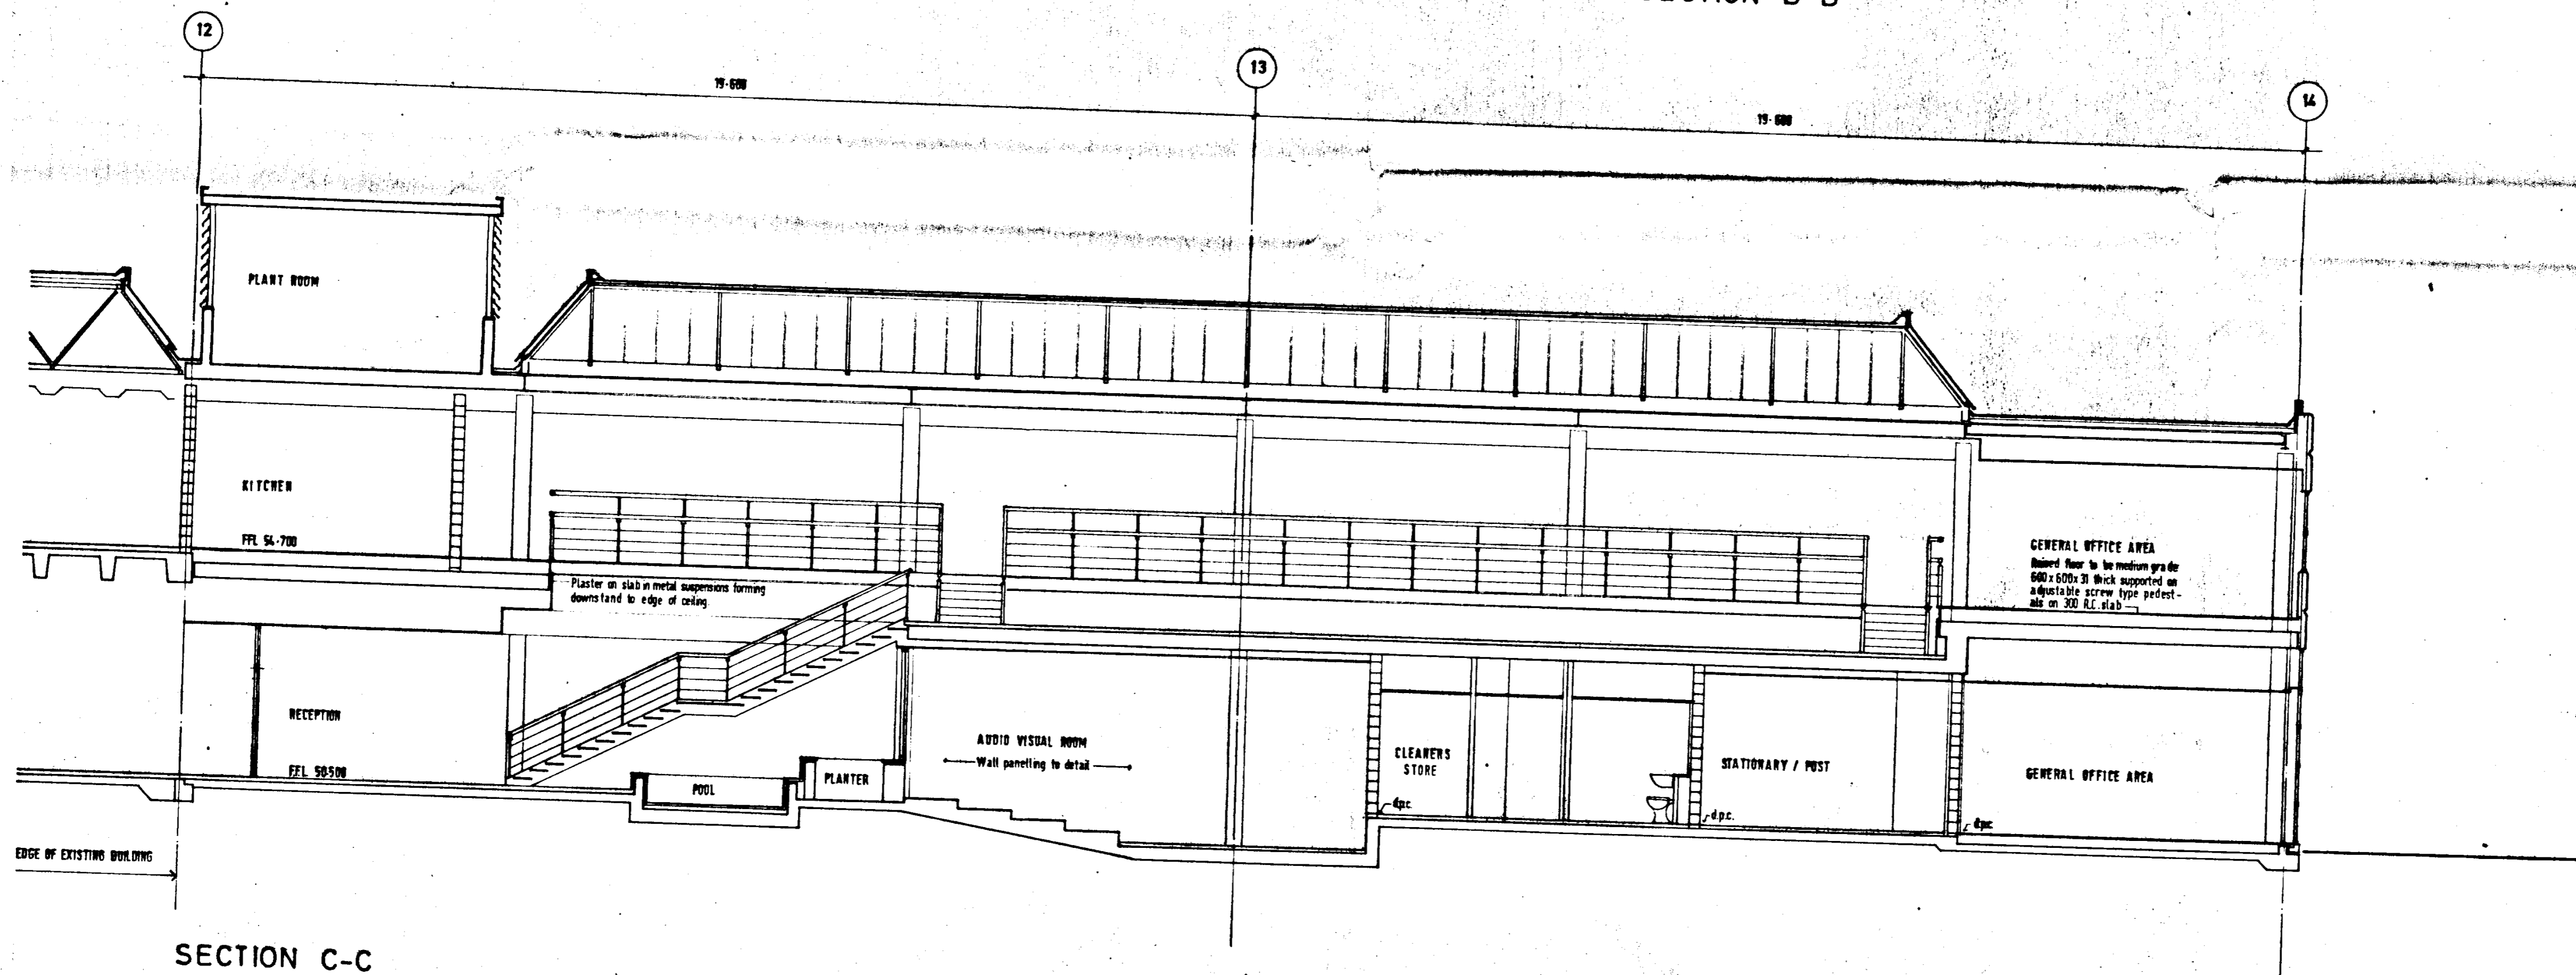 SECTION B-B
12
13
14
19·600
19·600
PLANT ROOM
KITCHEN
FFL 54·700
Plaster on slab in metal suspensions forming
downstand to edge of ceiling.
GENERAL OFFICE AREA
Raised floor to be medium grade
600 x 600 x 31 thick supported on
adjustable screw type pedest-
als on 300 R.C. slab
RECEPTION
FFL 50·500
POOL
PLANTER
AUDIO VISUAL ROOM
Wall panelling to detail
CLEANERS
STORE
d.p.c.
STATIONARY / POST
d.p.c.
GENERAL OFFICE AREA
d.p.c.
EDGE OF EXISTING BUILDING
SECTION C-C